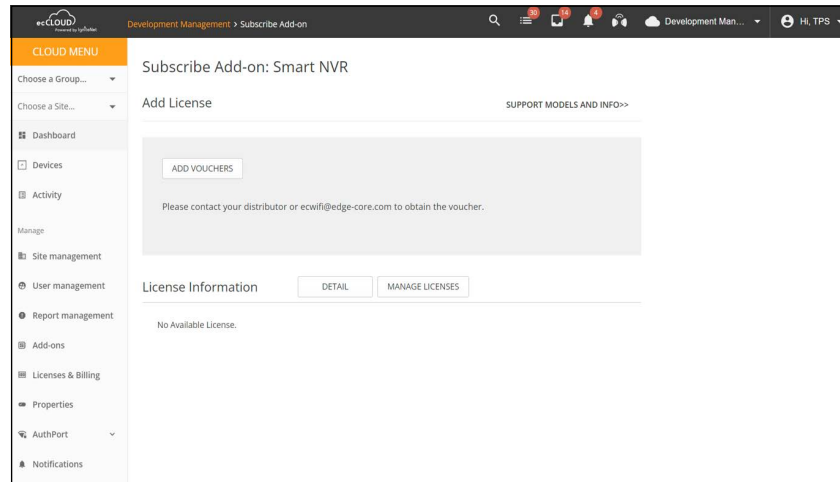 ecCLOUD
Powered by IgniteNet
Development Management > Subscribe Add-on
30
14
4
Development Man...
Hi, TPS
CLOUD MENU
Choose a Group...
Choose a Site...
Dashboard
Devices
Activity
Manage
Site management
User management
Report management
Add-ons
Licenses & Billing
Properties
AuthPort
Notifications
Subscribe Add-on: Smart NVR
Add License
SUPPORT MODELS AND INFO>>
ADD VOUCHERS
Please contact your distributor or ecwifi@edge-core.com to obtain the voucher.
License Information
DETAIL
MANAGE LICENSES
No Available License.